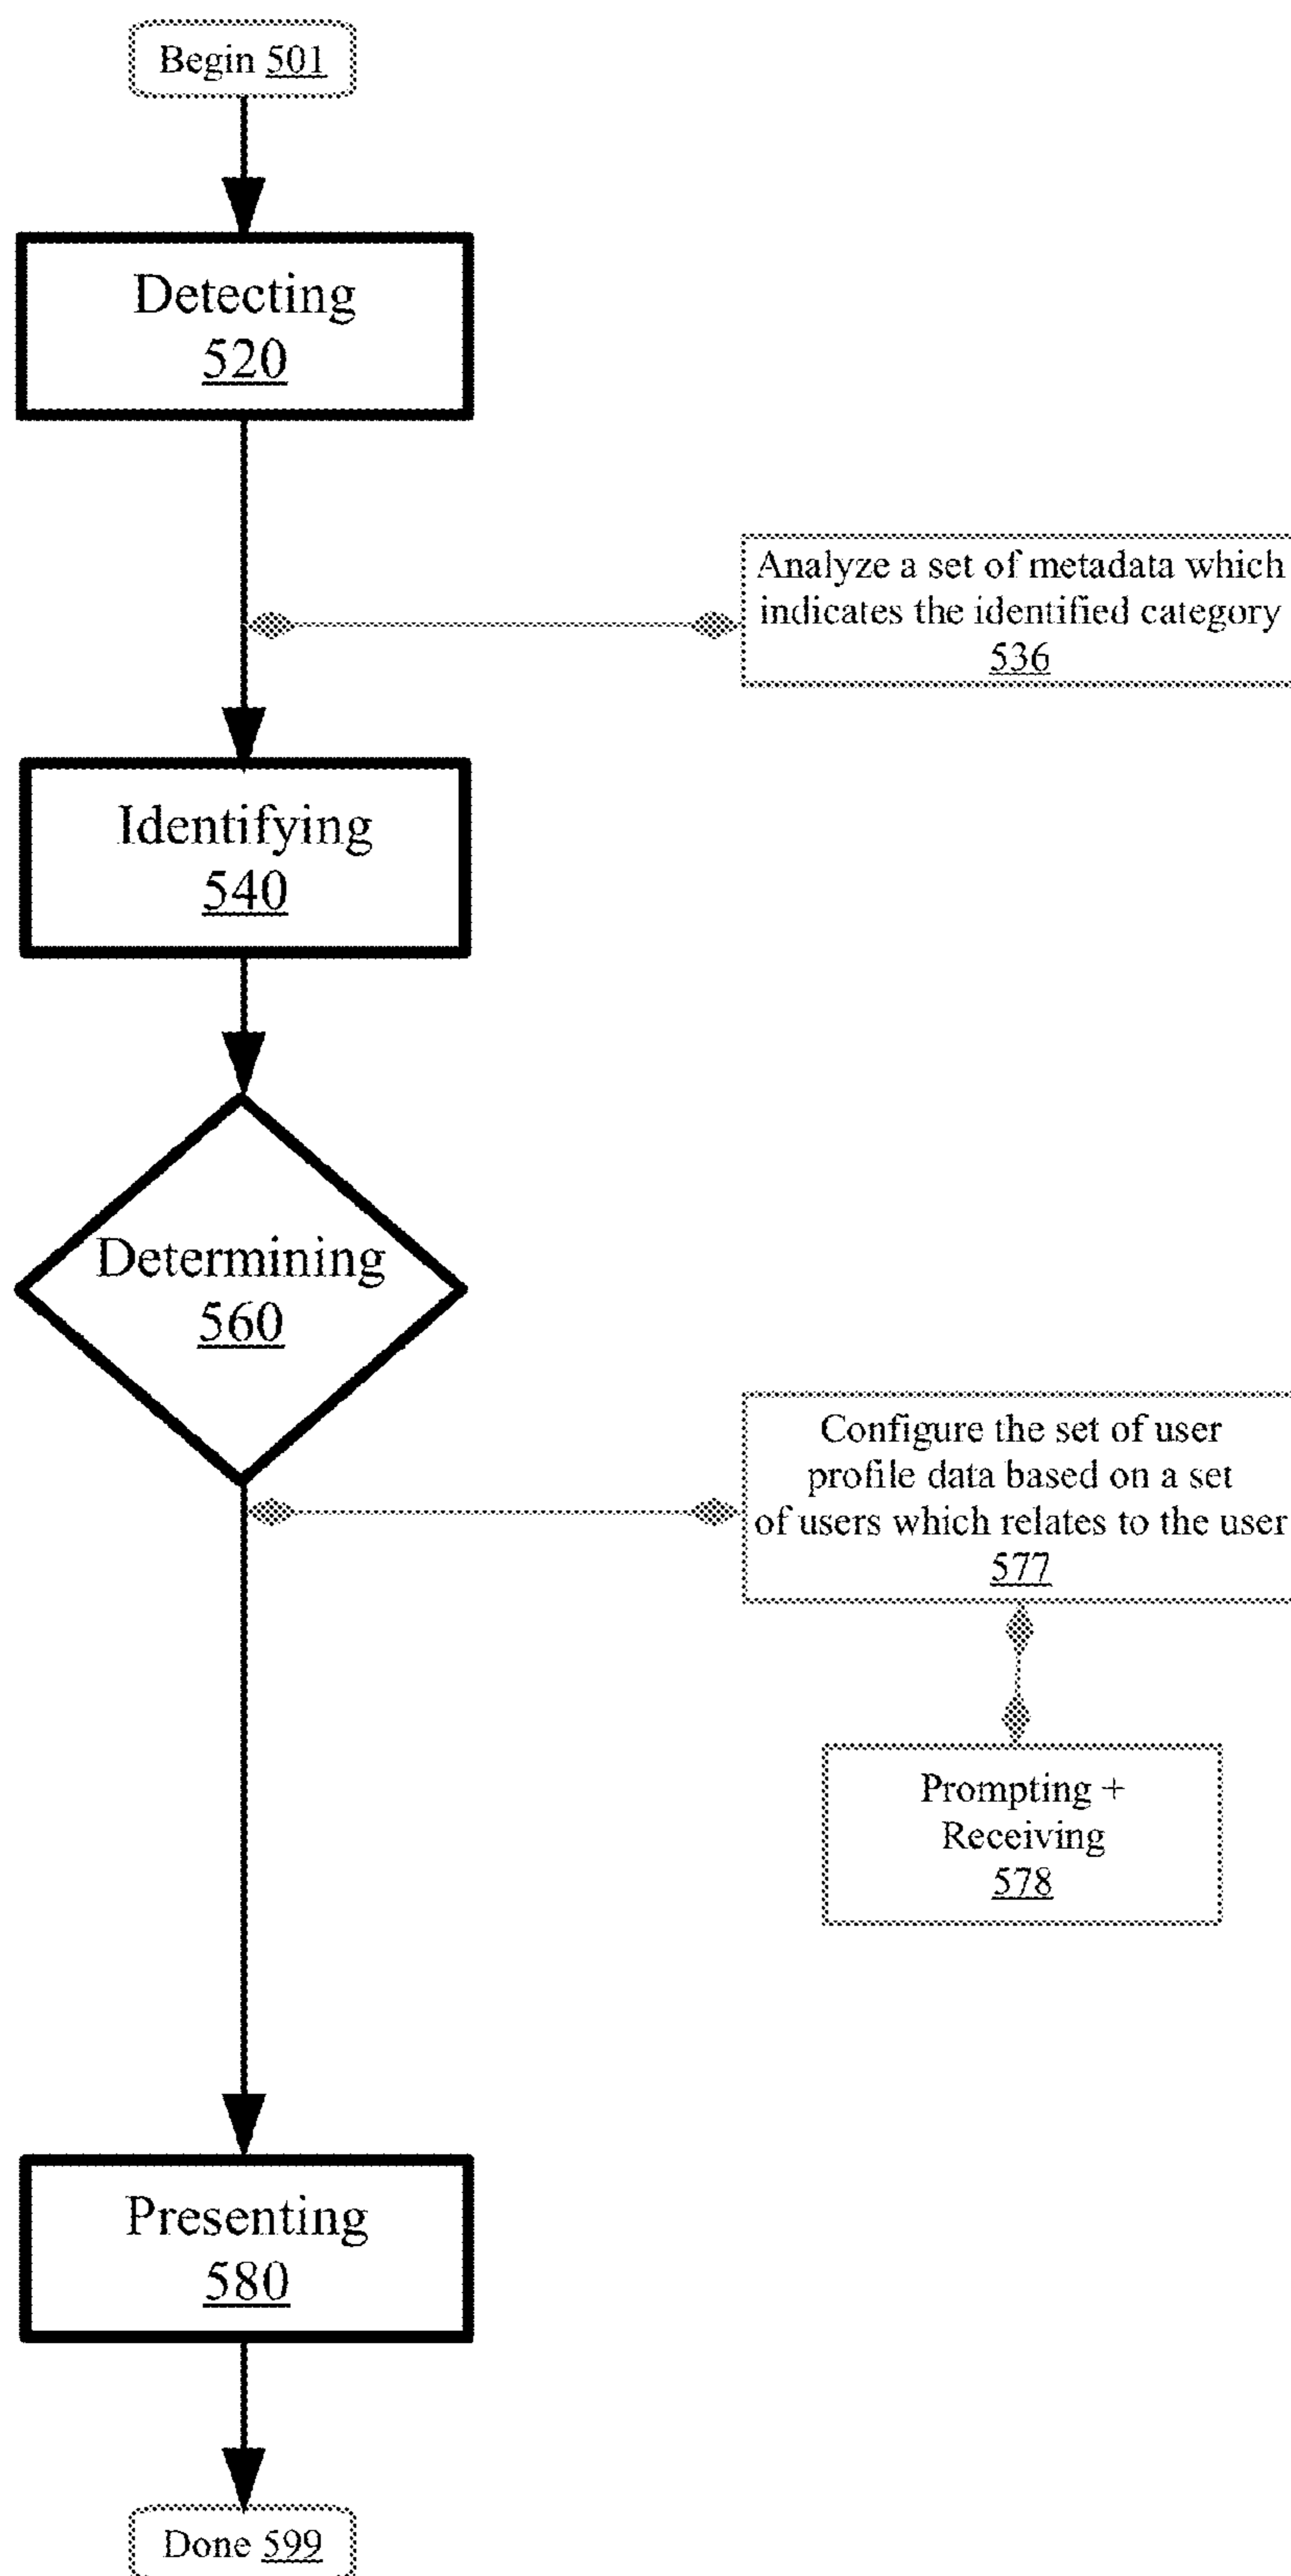 Begin 501
Detecting
520
Analyze a set of metadata which
indicates the identified category
536
Identifying
540
Determining
560
Configure the set of user
profile data based on a set
of users which relates to the user
577
Prompting +
Receiving
578
Presenting
580
Done 599